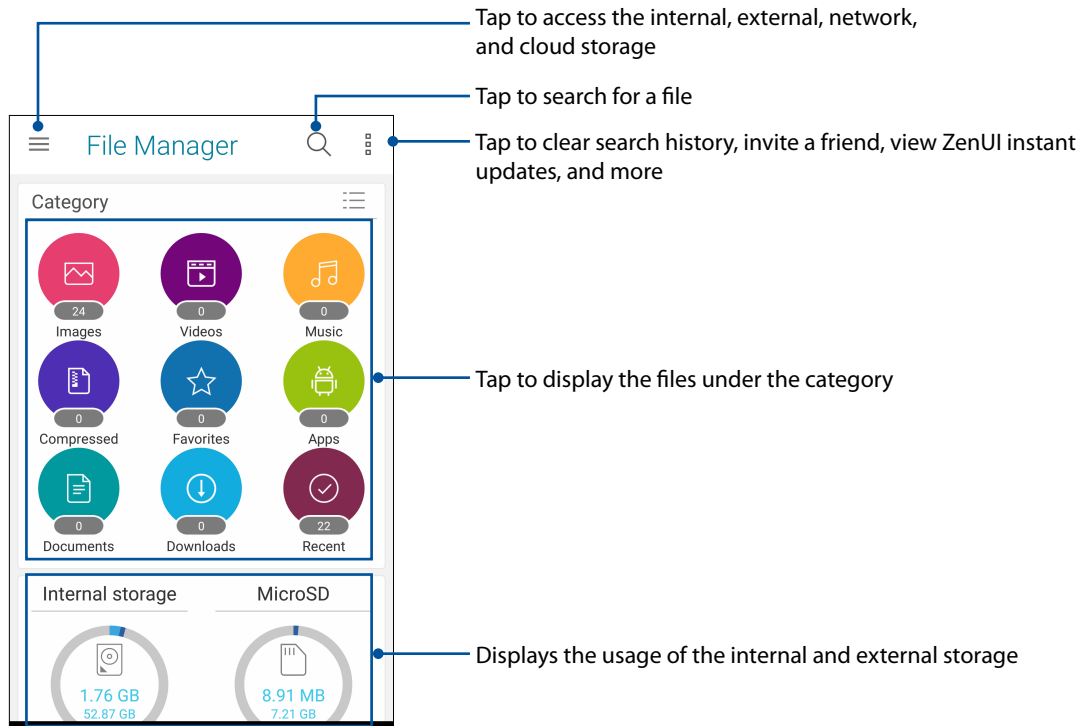 Tap to access the internal, external, network,
and cloud storage
Tap to search for a file
Tap to clear search history, invite a friend, view ZenUI instant
updates, and more
File Manager
Category
24
0
0
Images
Videos
Music
0
0
0
Compressed
Favorites
Apps
Tap to display the files under the category
0
0
22
Documents
Downloads
Recent
Internal storage
MicroSD
1.76 GB
52.87 GB
8.91 MB
7.21 GB
Displays the usage of the internal and external storage